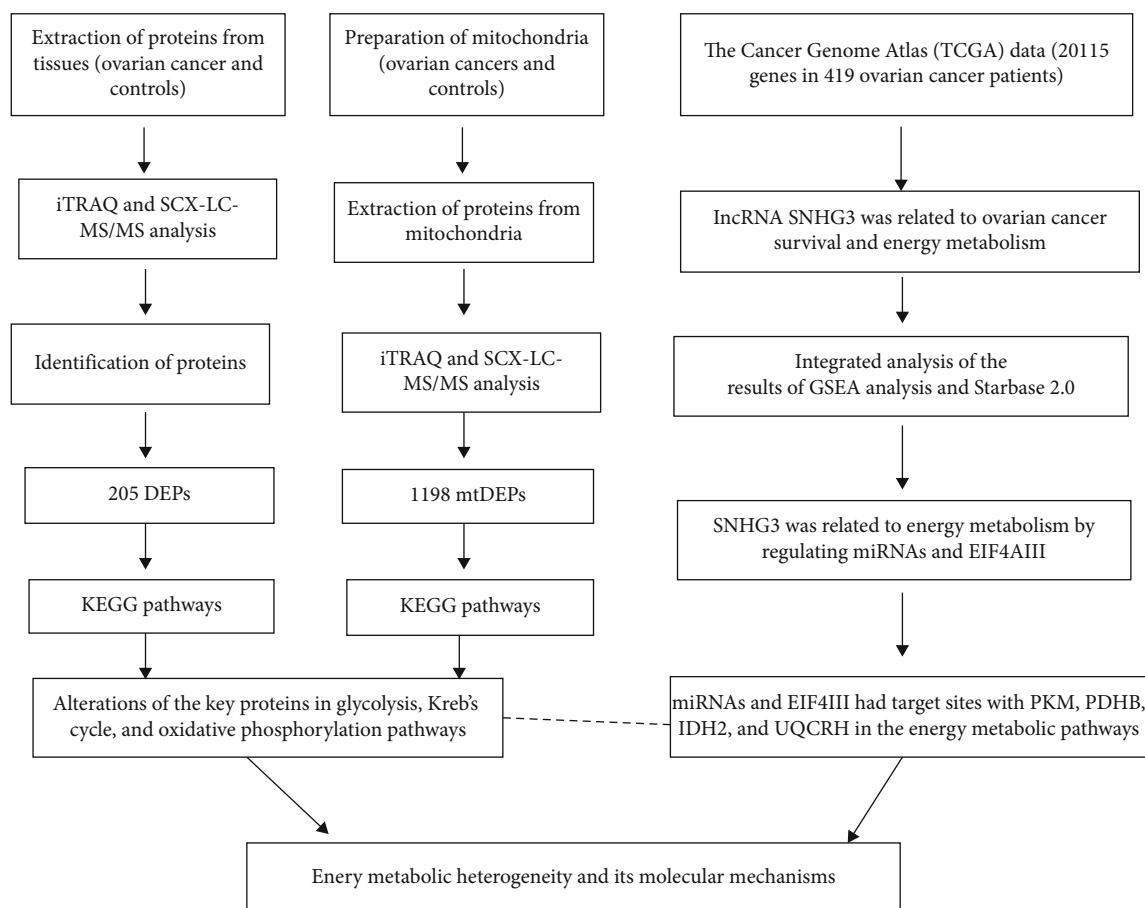 Extraction of proteins from
tissues (ovarian cancer and
controls)
Preparation of mitochondria
(ovarian cancers and
controls)
The Cancer Genome Atlas (TCGA) data (20115
genes in 419 ovarian cancer
patients)
iTRAQ and SCX-LC-
MS/MS analysis
Extraction of proteins from
mitochondria
IncRNA SNHG3 was related to ovarian cancer
survival and energy metabolism
Identification of proteins
iTRAQ and SCX-LC-
MS/MS analysis
Integrated analysis of the
results of GSEA analysis and Starbase 2.0
205 DEPs
1198 mtDEPs
SNHG3 was related to energy metabolism by
regulating miRNAs and EIF4AIII
KEGG pathways
KEGG pathways
Alterations of the key proteins in glycolysis, Kreb's
cycle, and oxidative phosphorylation pathways
miRNAs and EIF4III had target sites with PKM, PDHB,
IDH2, and UQCRH in the energy metabolic pathways
Enery metabolic heterogeneity and its molecular mechanisms